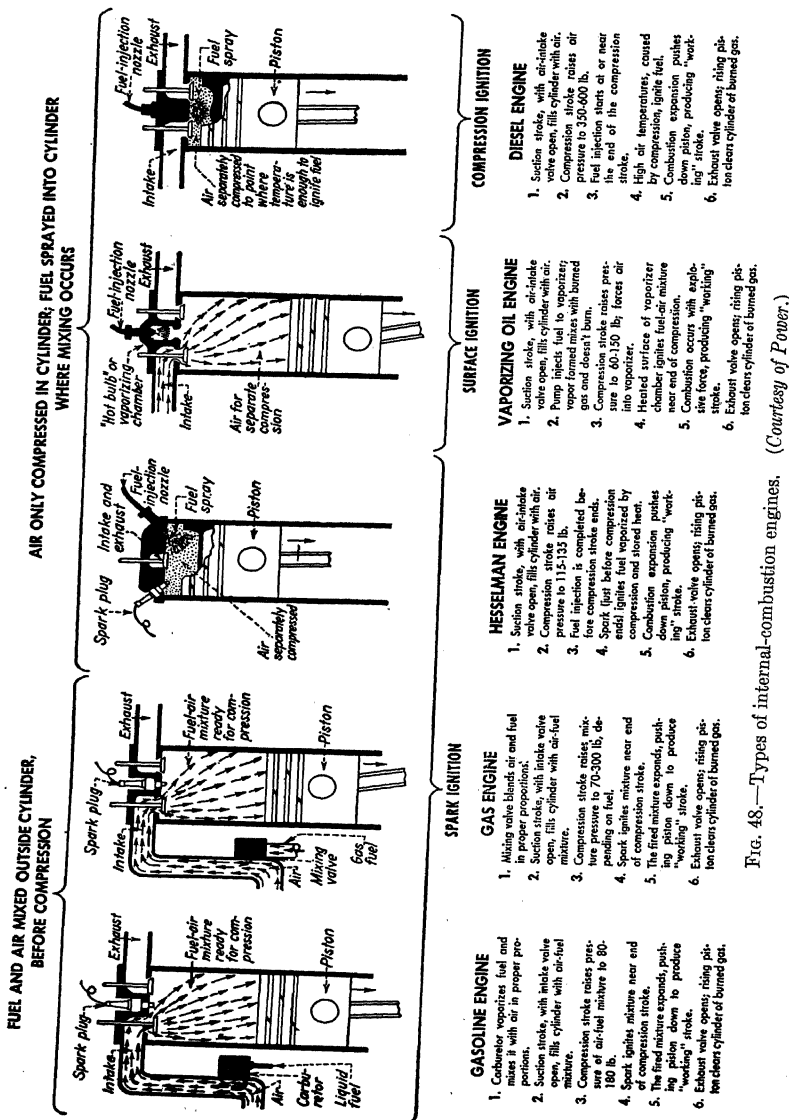 FUEL AND AIR MIXED OUTSIDE CYLINDER,
BEFORE COMPRESSION
AIR ONLY COMPRESSED IN CYLINDER; FUEL SPRAYED INTO CYLINDER
WHERE MIXING OCCURS
Spark plug
Exhaust
Intake
Fuel-air
mixture
ready
for com-
pression
Piston
Air
Carbu-
retor
Liquid
fuel
Spark plug
Exhaust
Intake
Fuel-air
mixture
ready
for com-
pression
Piston
Air
Mixing
valve
Gas
fuel
Spark plug
Intake and
exhaust
Fuel-
injection
nozzle
Fuel
spray
Piston
Air
separately
compressed
"Hot bulb or
vaporizing
chamber
Fuel-injection
nozzle
Exhaust
Intake
Air for
separate
compres-
sion
Fuel-injection
nozzle
Exhaust
Intake
Fuel
spray
Piston
Air
separately
compressed
to point
where
tempera-
ture is
enough to
ignite fuel
SPARK IGNITION
SURFACE IGNITION
COMPRESSION IGNITION
GASOLINE ENGINE
1. Carburetor vaporizes fuel and
mixes it with air in proper pro-
portions.
2. Suction stroke, with intake valve
open, fills cylinder with air-fuel
mixture.
3. Compression stroke raises pres-
sure of air-fuel mixture to 80-
180 lb.
4. Spark ignites mixture near end
of compression stroke.
5. The fired mixture expands, push-
ing piston down to produce
"working" stroke.
6. Exhaust valve opens; rising pis-
ton clears cylinder of burned gas.
GAS ENGINE
1. Mixing valve blends air and fuel
in proper proportions.
2. Suction stroke, with intake valve
open, fills cylinder with air-fuel
mixture.
3. Compression stroke raises mix-
ture pressure to 70-300 lb, de-
pending on fuel.
4. Spark ignites mixture near end
of compression stroke.
5. The fired mixture expands, push-
ing piston down to produce
"working" stroke.
6. Exhaust valve opens; rising pis-
ton clears cylinder of burned gas.
HESSELMAN ENGINE
1. Suction stroke, with air-intake
valve open, fills cylinder with air.
2. Compression stroke raises air
pressure to 115-135 lb.
3. Fuel injection is completed be-
fore compression stroke ends.
4. Spark (just before compression
ends) ignites fuel vaporized by
compression and stored heat.
5. Combustion expansion pushes
down piston, producing "work-
ing" stroke.
6. Exhaust valve opens; rising pis-
ton clears cylinder of burned gas.
VAPORIZING OIL ENGINE
1. Suction stroke, with air-intake
valve open, fills cylinder with air.
2. Pump injects fuel to vaporizer;
vapor formed mixes with burned
gas and doesn't burn.
3. Compression stroke raises pres-
sure to 60-150 lb; forces air
into vaporizer.
4. Heated surface of vaporizer
chamber ignites fuel-air mixture
near end of compression.
5. Combustion occurs with explo-
sive force, producing "working"
stroke.
6. Exhaust valve opens; rising pis-
ton clears cylinder of burned gas.
DIESEL ENGINE
1. Suction stroke, with air-intake
valve open, fills cylinder with air.
2. Compression stroke raises air
pressure to 350-600 lb.
3. Fuel injection starts at or near
the end of the compression
stroke.
4. High air temperatures, caused
by compression, ignite fuel.
5. Combustion expansion pushes
down piston, producing "work-
ing" stroke.
6. Exhaust valve opens; rising pis-
ton clears cylinder of burned gas.
FIG. 48.—Types of internal-combustion engines. (Courtesy of Power.)